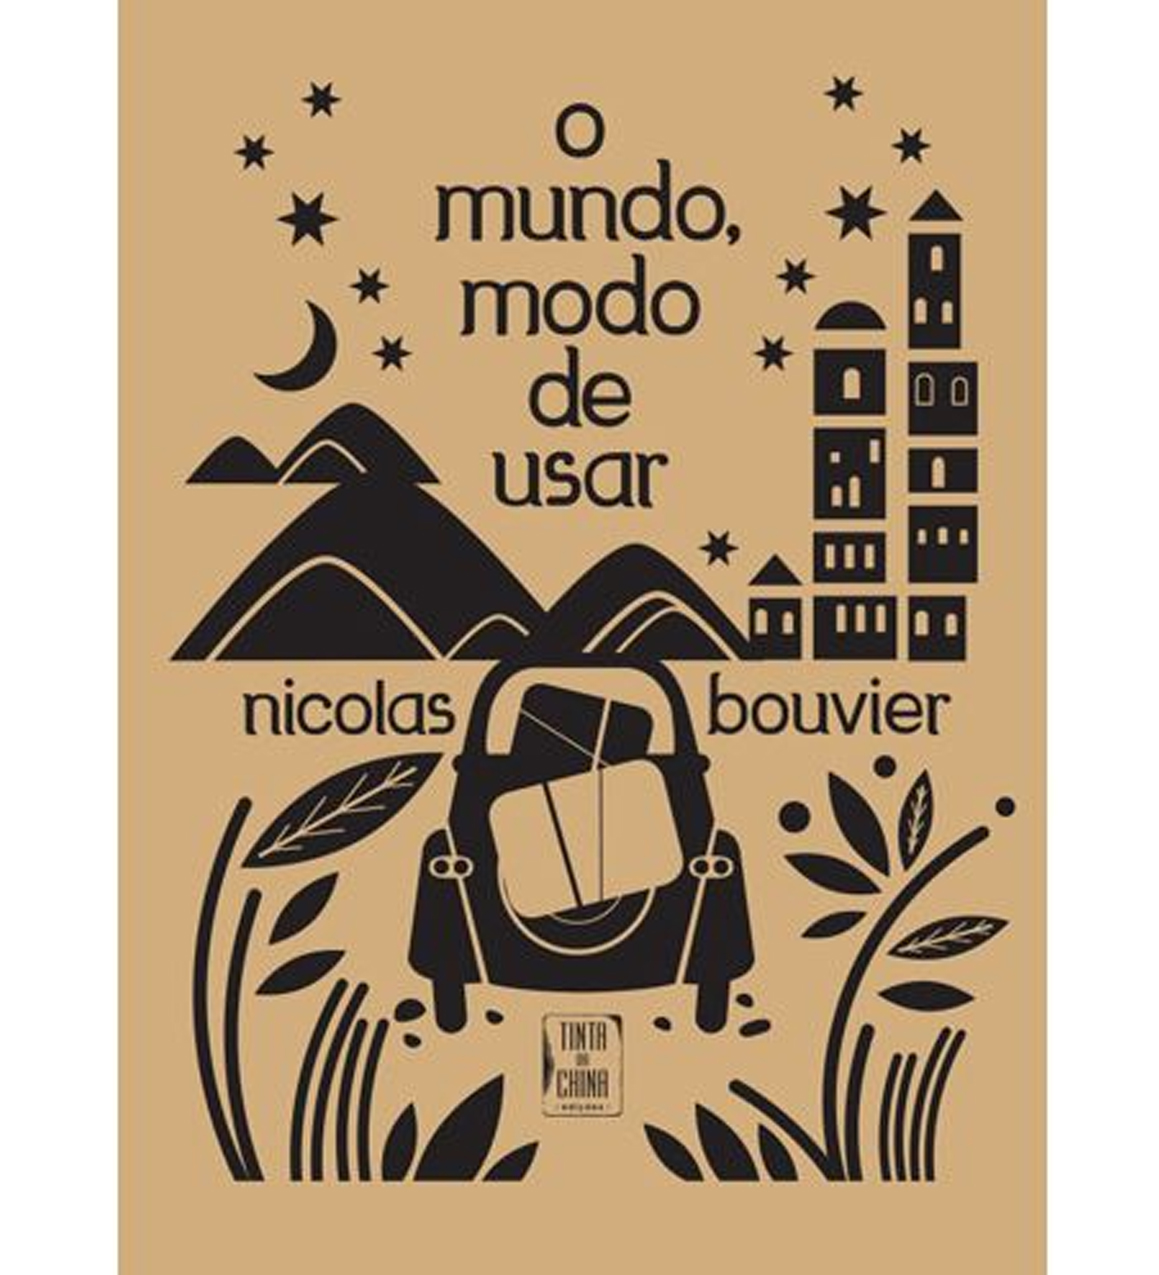 o
mundo,
modo
de
usar
nicolas bouvier
TINTA
DA
CHINA